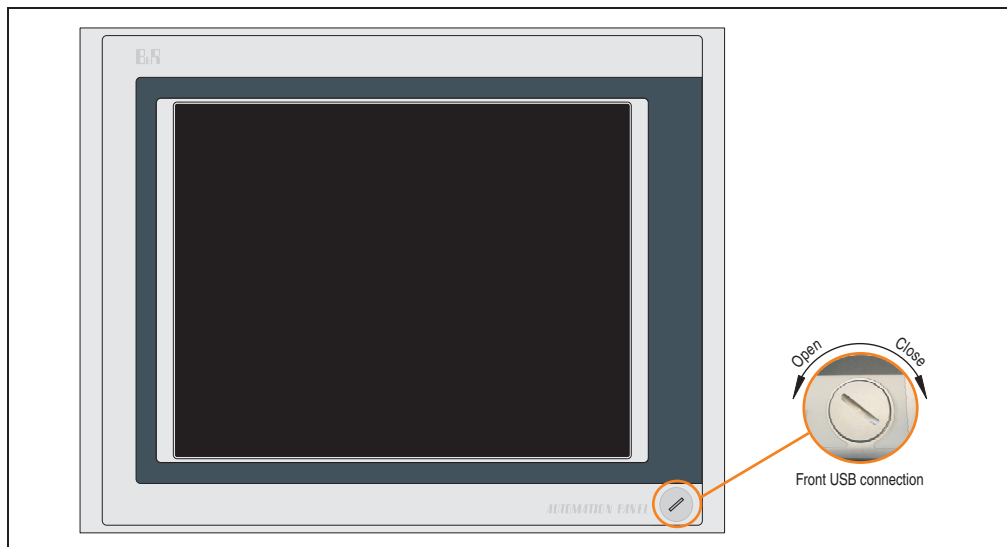 B&R
Open
Close
Front USB connection
AUTOMATION PANEL